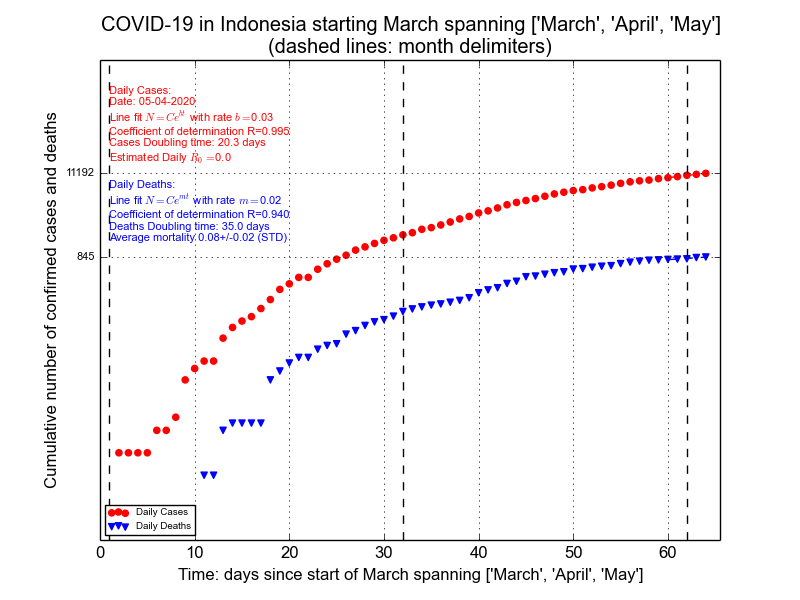 COVID-19 in Indonesia starting March spanning ['March', 'April', 'May']
(dashed lines: month delimiters)
Daily Cases:
Date: 05-04-2020
Line fit N = Ce^{bt} with rate b =0.03
Coefficient of determination R=0.995
Cases Doubling time: 20.3 days
Estimated Daily R_0 =0.0
Daily Deaths:
Line fit N = Ce^{mt} with rate m =0.02
Coefficient of determination R=0.940
Deaths Doubling time: 35.0 days
Average mortality 0.08+/-0.02 (STD)
11192
845
Cumulative number of confirmed cases and deaths
Daily Cases
Daily Deaths
0 10 20 30 40 50 60
Time: days since start of March spanning ['March', 'April', 'May']